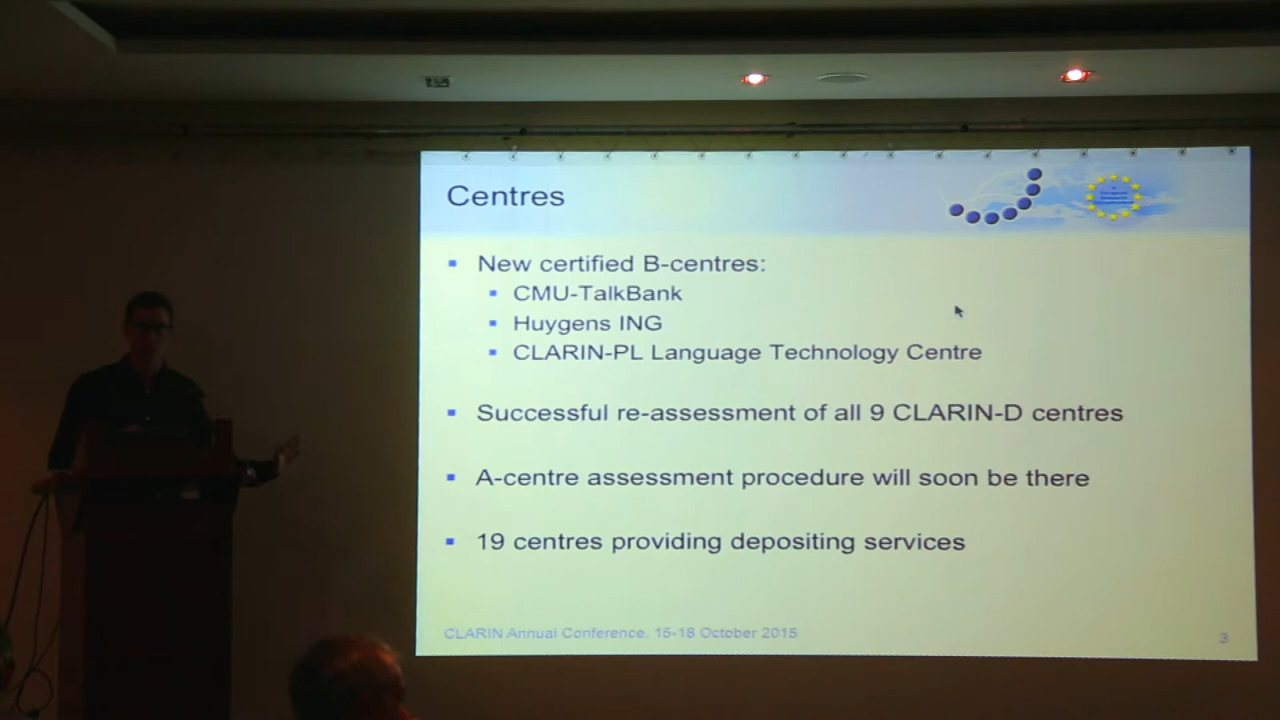 Centres
New certified B-centres:
CMU-TalkBank
Huygens ING
CLARIN-PL Language Technology Centre
Successful re-assessment of all 9 CLARIN-D centres
A-centre assessment procedure will soon be there
19 centres providing depositing services
CLARIN Annual Conference, 15-18 October 2015
3